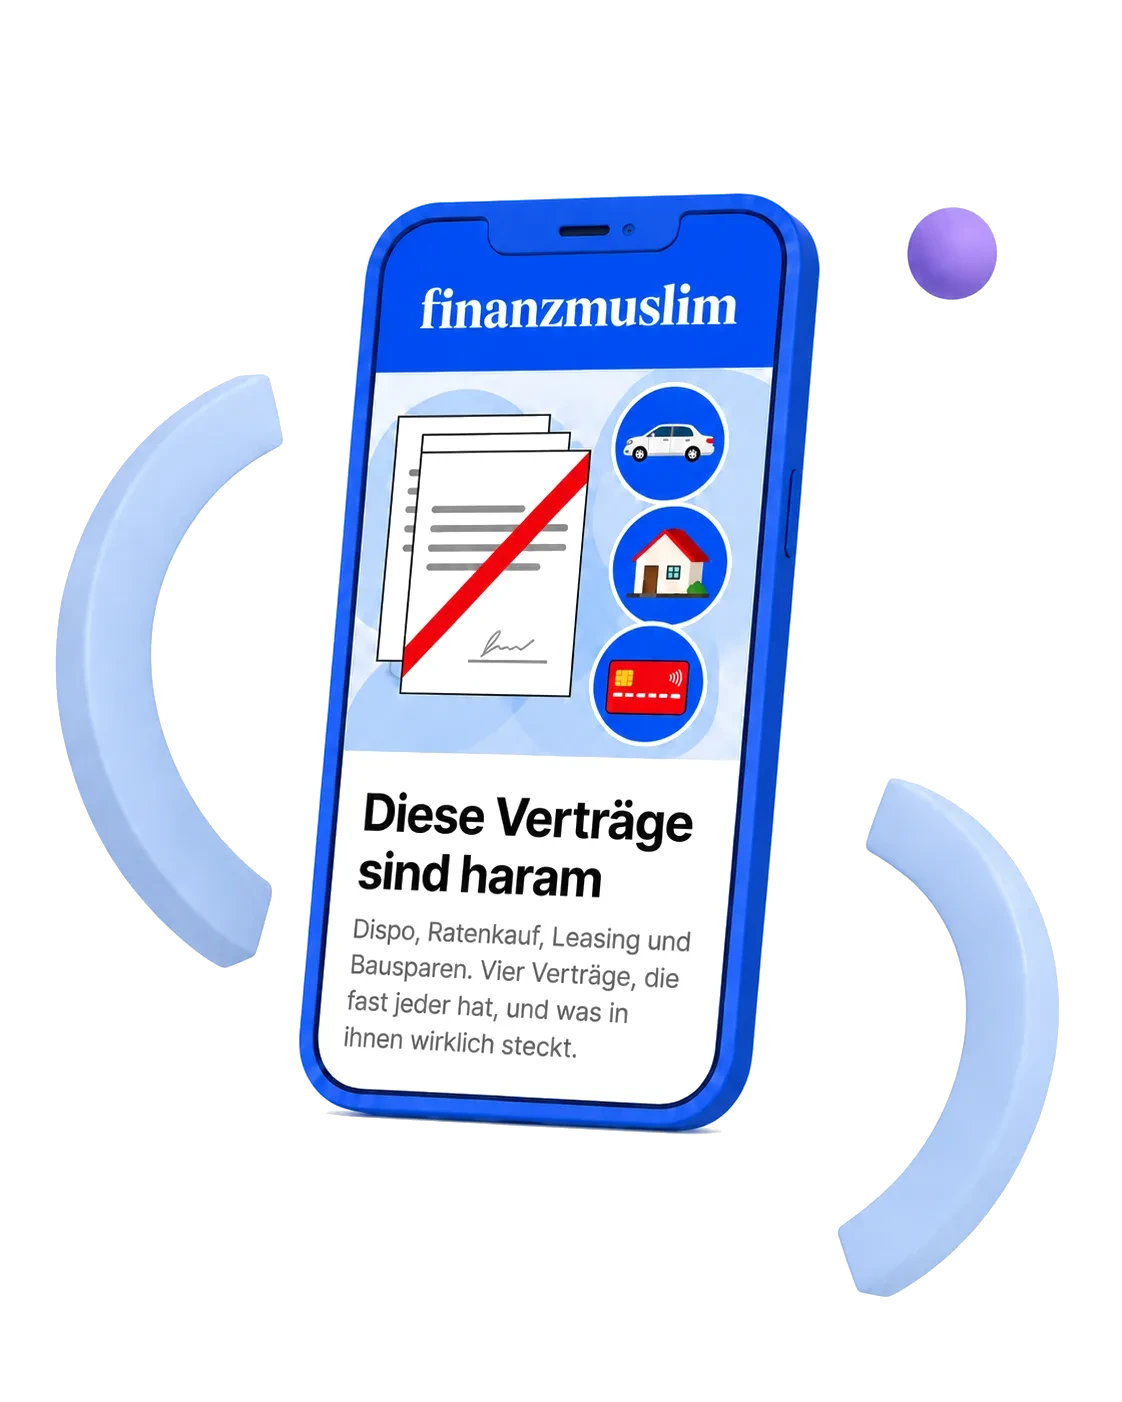 finanzmuslim
Diese Verträge
sind haram
Dispo, Ratenkauf, Leasing und
Bausparen. Vier Verträge, die
fast jeder hat, und was in
ihnen wirklich steckt.